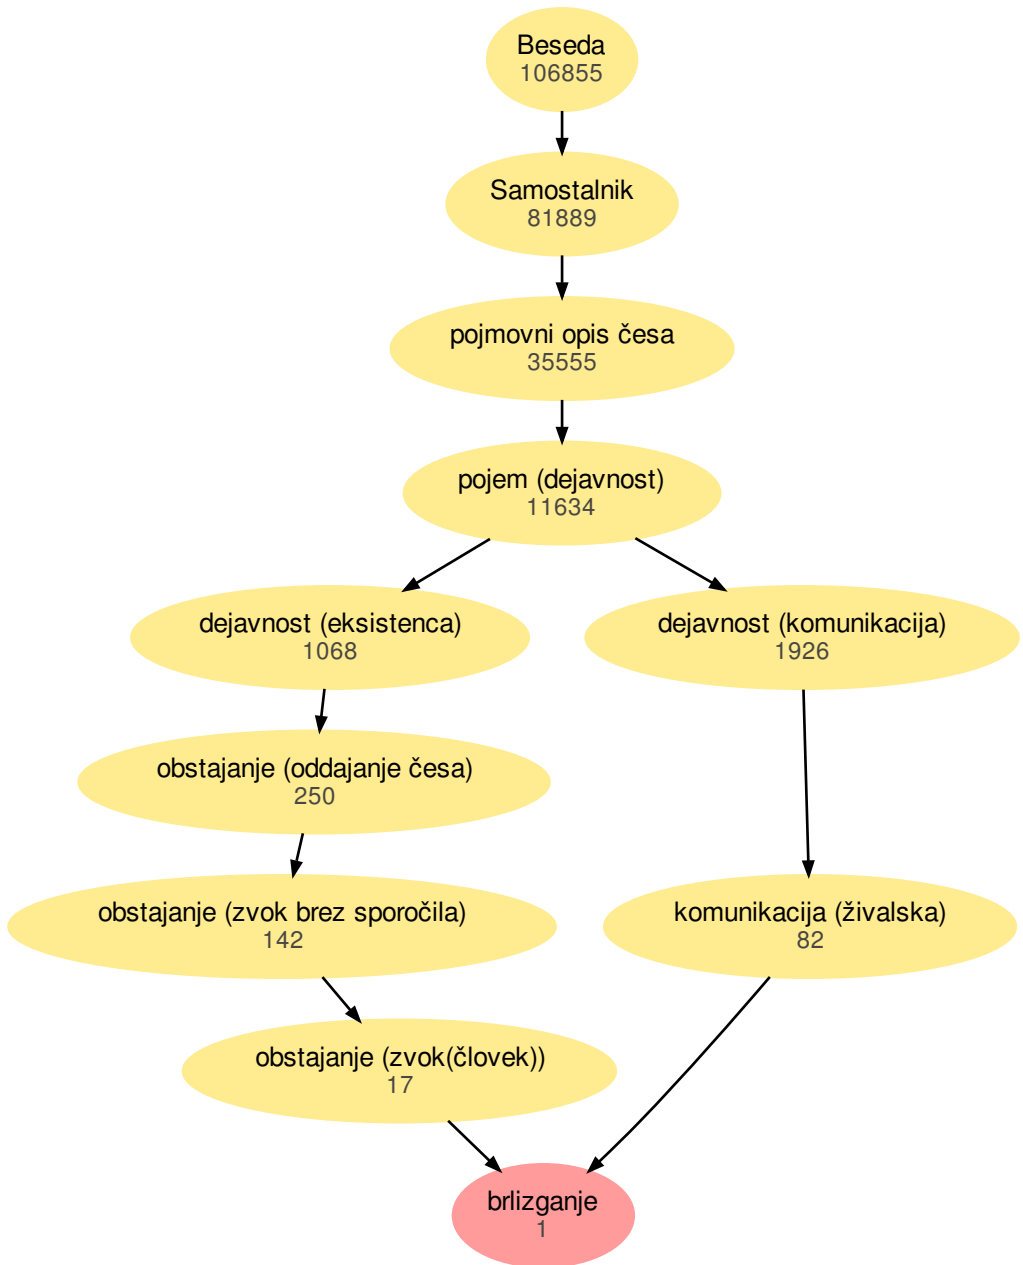 Beseda
106855
Samostalnik
81889
pojmovni opis česa
35555
pojem (dejavnost)
11634
dejavnost (eksistenca)
1068
dejavnost (komunikacija)
1926
obstajanje (oddajanje česa)
250
obstajanje (zvok brez sporočila)
142
komunikacija (živalska)
82
obstajanje (zvok(človek))
17
brlizganje
1